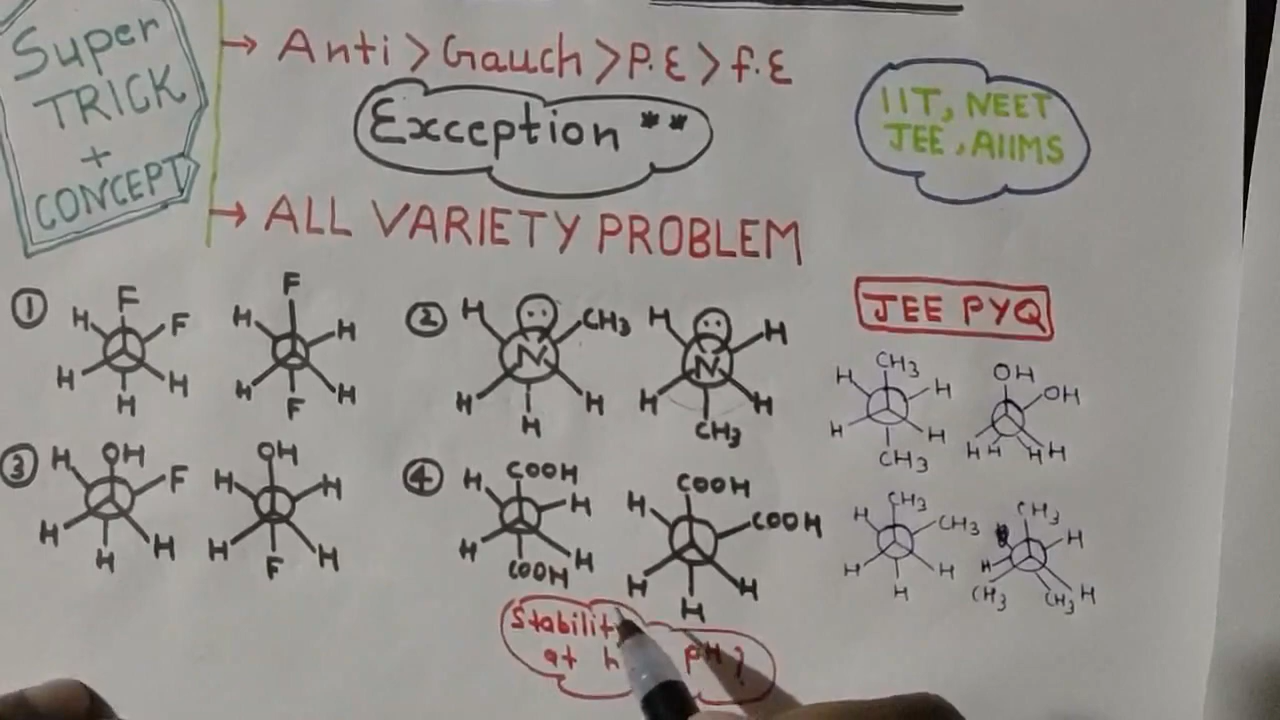 Super
TRICK
+
CONCEPT
→ Anti > Gauch > P.E > f.E
Exception **
→ ALL VARIETY PROBLEM
IIT, NEET
JEE, AIIMS
①
F
H F
H H
H
F
H H
H H
F
②
H CH3
N
H H
H
H H
N
H H
CH3
JEE PYQ
CH3
H H
H H
CH3
OH
OH
H H H H
③
OH
H F
H H
H
OH
H H
H H
F
④
COOH
H H
H H
COOH
COOH
H COOH
H H
H
CH3
H CH3
H H
H
CH3
H
H H
CH3 CH3
Stability
at h pH ?